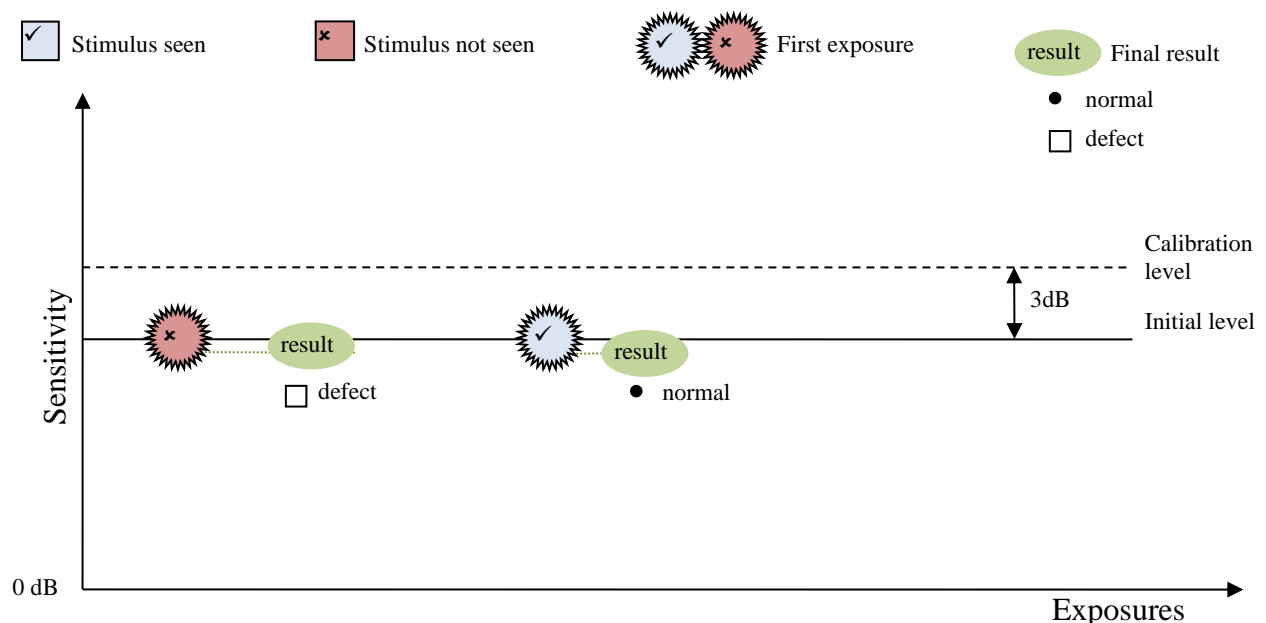 Stimulus seen
Stimulus not seen
First exposure
result Final result
normal
defect
Calibration
level
3dB
Initial level
Sensitivity
result
result
defect
normal
0 dB
Exposures